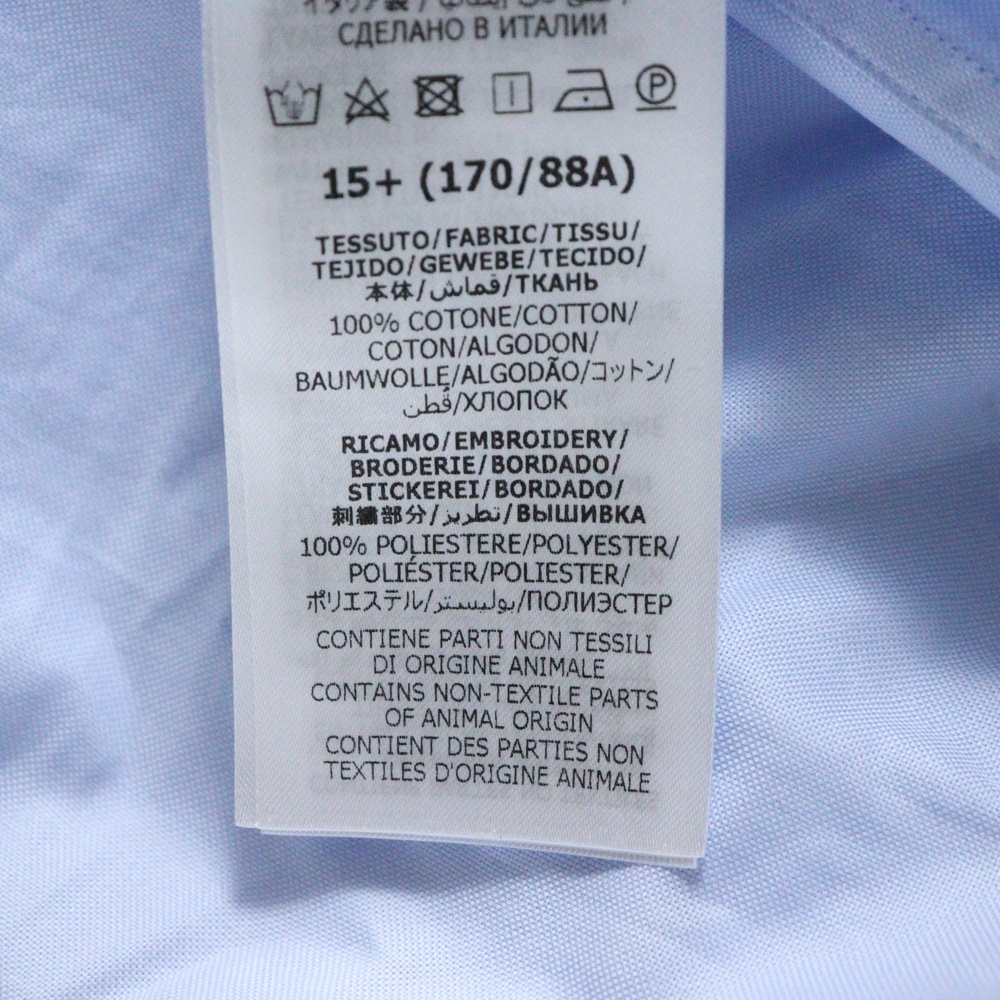 СДЕЛАНО В ИТАЛИИ
P
15+ (170/88A)
TESSUTO/FABRIC/TISSU/
TEJIDO/GEWEBE/TECIDO/
本体/قماش/ТКАНЬ
100% COTONE/COTTON/
COTON/ALGODON/
BAUMWOLLE/ALGODÃO/コットン/
قُطن/ХЛОПОК
RICAMO/EMBROIDERY/
BRODERIE/BORDADO/
STICKEREI/BORDADO/
刺繍部分/تطريز/ВЫШИВКА
100% POLIESTERE/POLYESTER/
POLIÉSTER/POLIESTER/
ポリエステル/بوليستر/ПОЛИЭСТЕР
CONTIENE PARTI NON TESSILI
DI ORIGINE ANIMALE
CONTAINS NON-TEXTILE PARTS
OF ANIMAL ORIGIN
CONTIENT DES PARTIES NON
TEXTILES D'ORIGINE ANIMALE